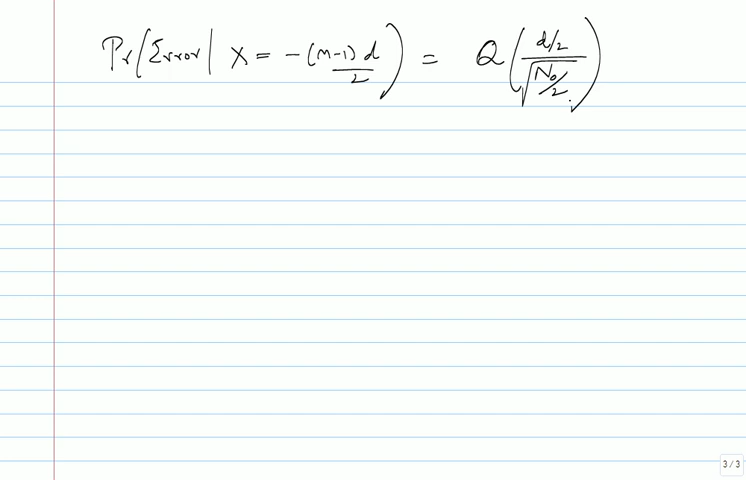 Pr(Error | X = -(M-1)d/2) = Q((d/2)/√(N₀/2))
3 / 3